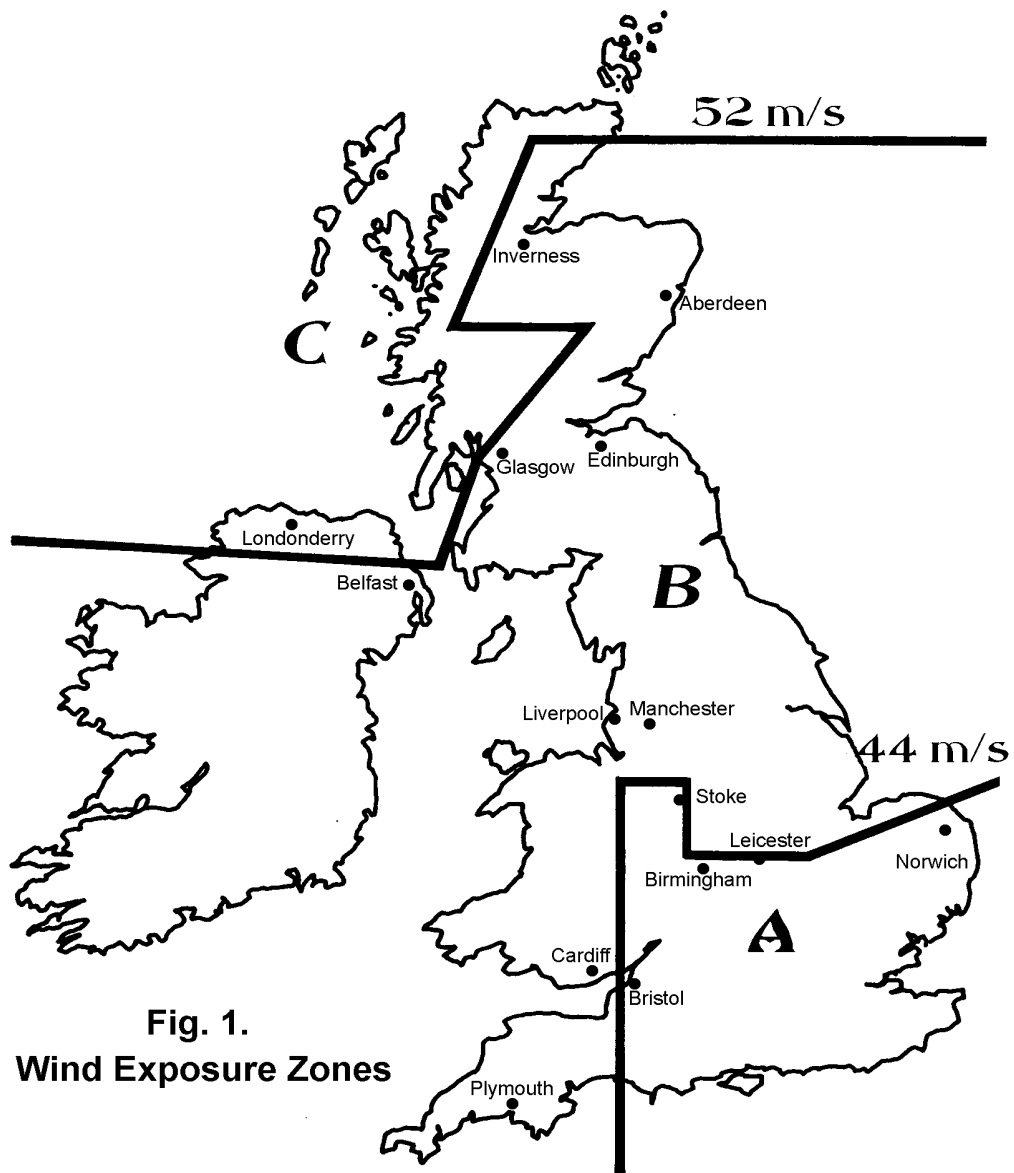 52 m/s
Inverness
Aberdeen
C
Glasgow
Edinburgh
Londonderry
Belfast
B
Liverpool
Manchester
44 m/s
Stoke
Leicester
Norwich
Birmingham
A
Cardiff
Bristol
Fig. 1.
Wind Exposure Zones
Plymouth